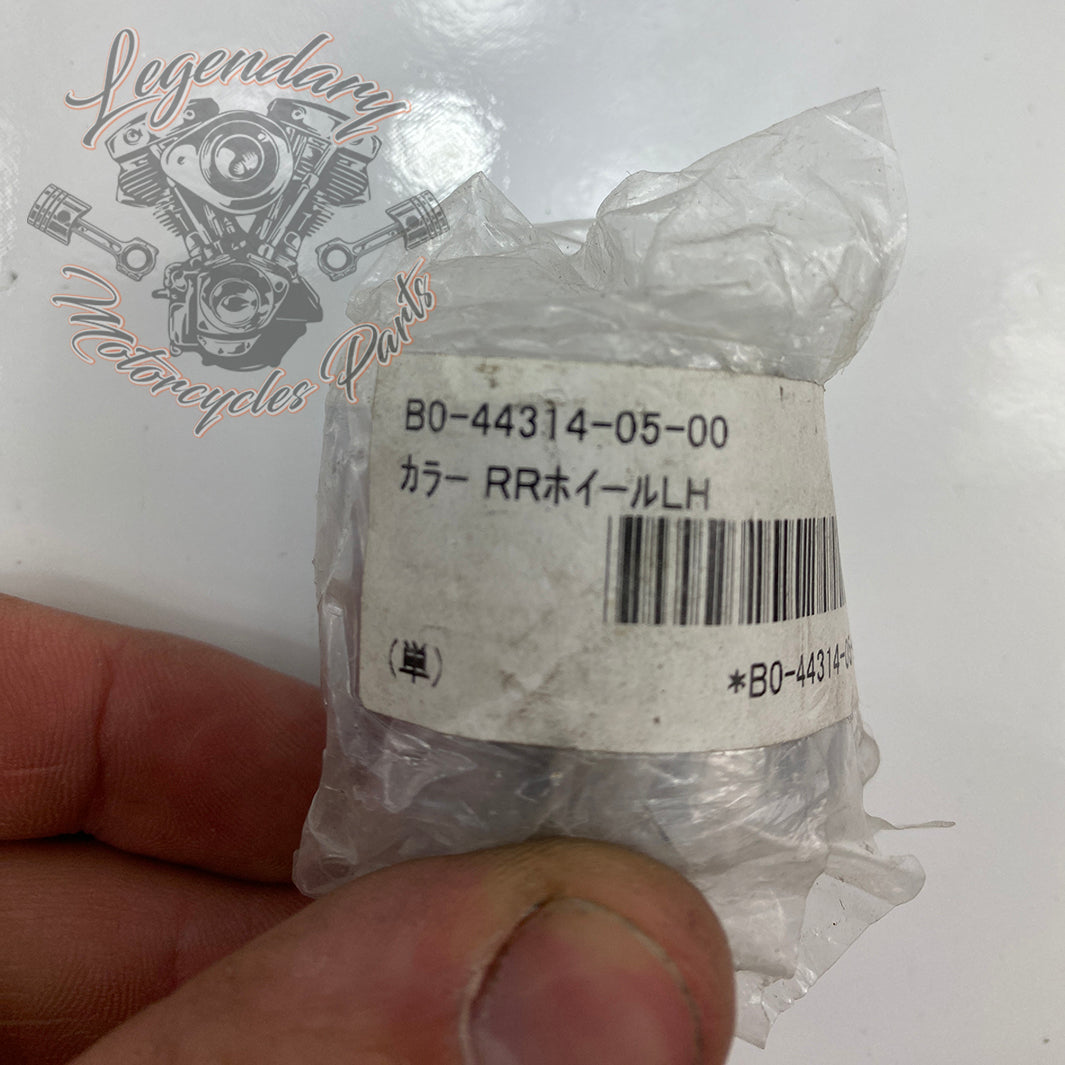 Legendary
Motorcycles Parts
B0-44314-05-00
カラー RRホイールLH
(単)
*B0-44314-05